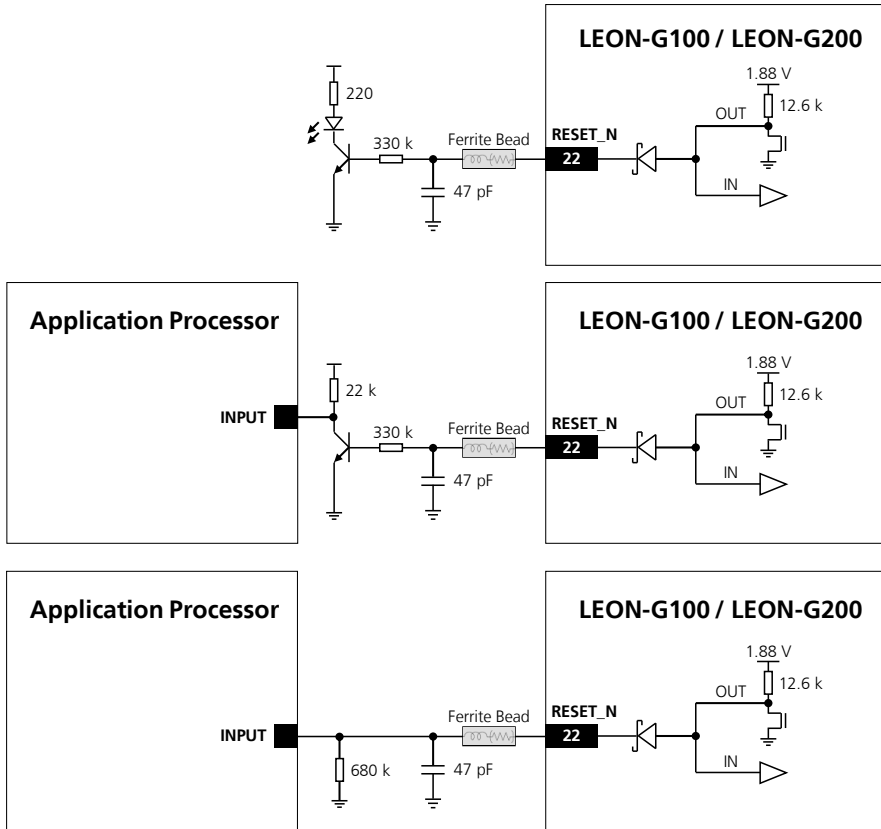 LEON-G100 / LEON-G200
1.88 V
12.6 k
OUT
IN
220
330 k
Ferrite Bead
RESET_N
22
47 pF
Application Processor
LEON-G100 / LEON-G200
1.88 V
12.6 k
OUT
IN
22 k
INPUT
330 k
Ferrite Bead
RESET_N
22
47 pF
Application Processor
LEON-G100 / LEON-G200
1.88 V
12.6 k
OUT
IN
INPUT
Ferrite Bead
RESET_N
22
680 k
47 pF